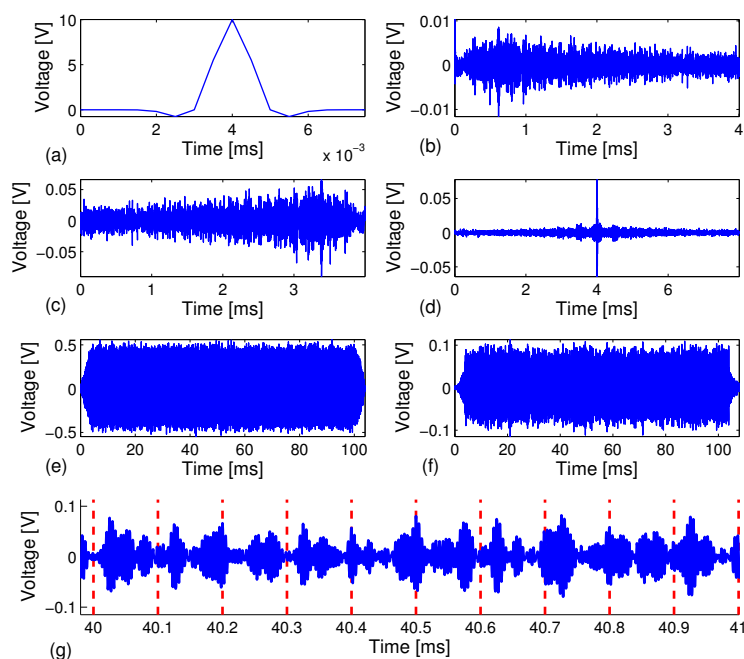 Voltage [V]
10
5
0
0 2 4 6
Time [ms]
x 10⁻³
(a)
Voltage [V]
0.01
0
−0.01
0 1 2 3 4
Time [ms]
(b)
Voltage [V]
0.05
0
−0.05
0 1 2 3
Time [ms]
(c)
Voltage [V]
0.05
0
−0.05
0 2 4 6
Time [ms]
(d)
Voltage [V]
0.5
0
−0.5
0 20 40 60 80 100
Time [ms]
(e)
Voltage [V]
0.1
0
−0.1
0 20 40 60 80 100
Time [ms]
(f)
Voltage [V]
0.1
0
−0.1
40 40.1 40.2 40.3 40.4 40.5 40.6 40.7 40.8 40.9 41
Time [ms]
(g)